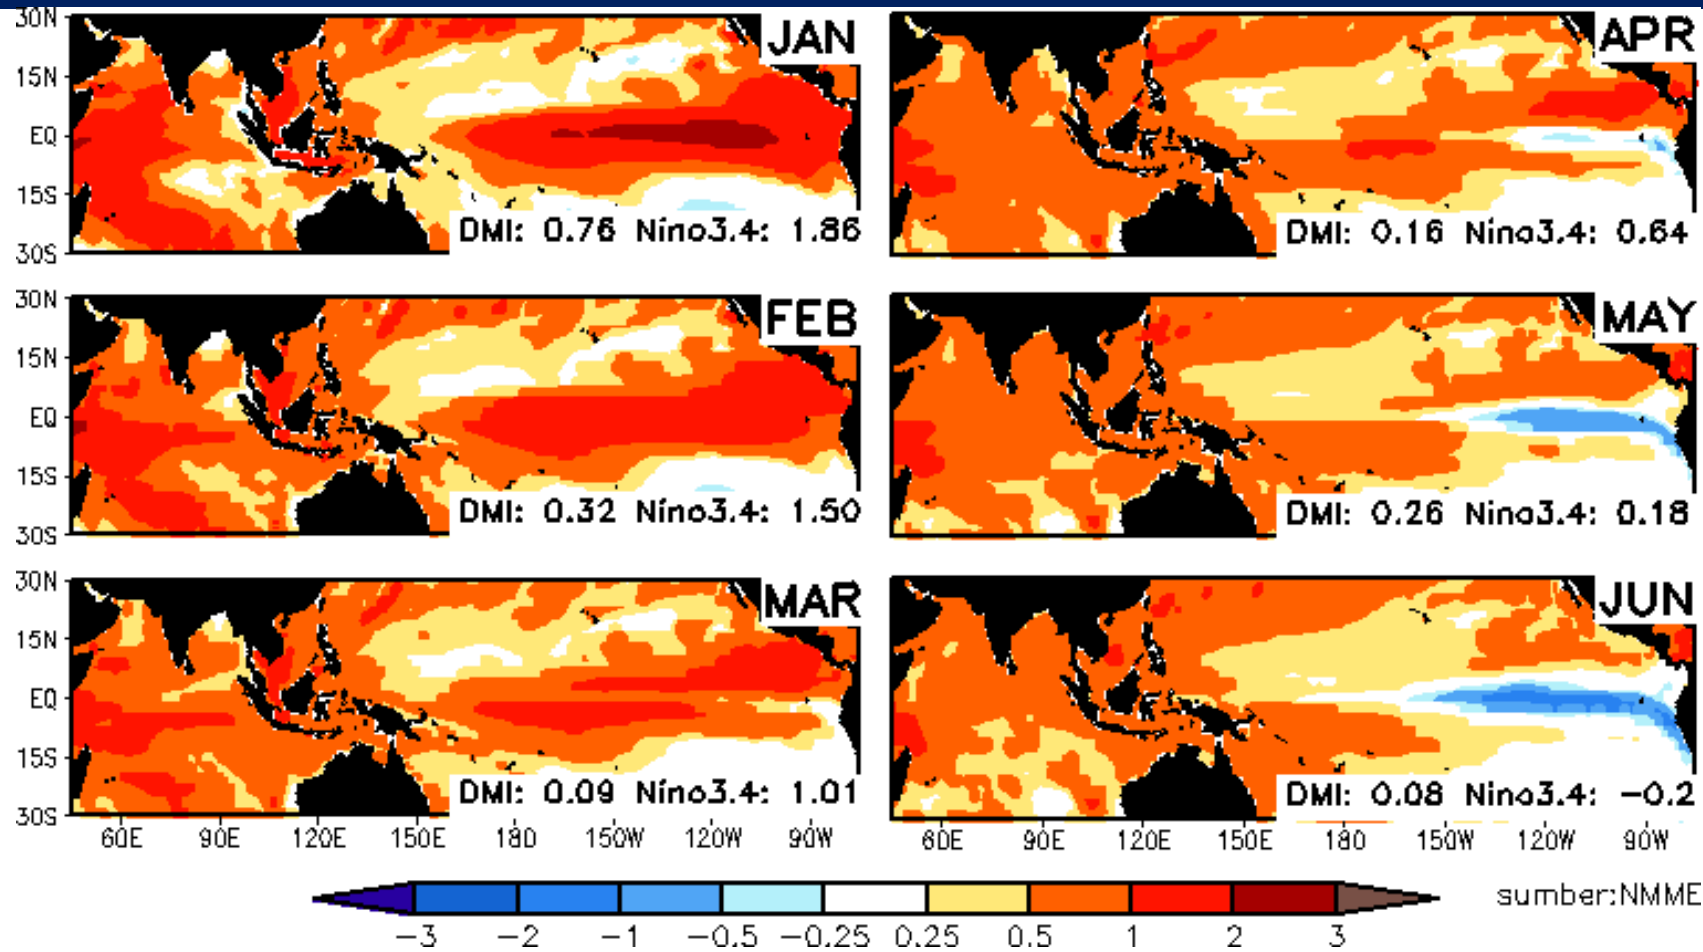 30N
15N
EQ
15S
30S
JAN
DMI: 0.76 Nino3.4: 1.86
APR
DMI: 0.16 Nino3.4: 0.64
30N
15N
EQ
15S
30S
FEB
DMI: 0.32 Nino3.4: 1.50
MAY
DMI: 0.26 Nino3.4: 0.18
30N
15N
EQ
15S
30S
MAR
DMI: 0.09 Nino3.4: 1.01
JUN
DMI: 0.08 Nino3.4: −0.2
60E 90E 120E 150E 180 150W 120W 90W
60E 90E 120E 150E 180 150W 120W 90W
−3 −2 −1 −0.5 −0.25 0.25 0.5 1 2 3
sumber:NMME